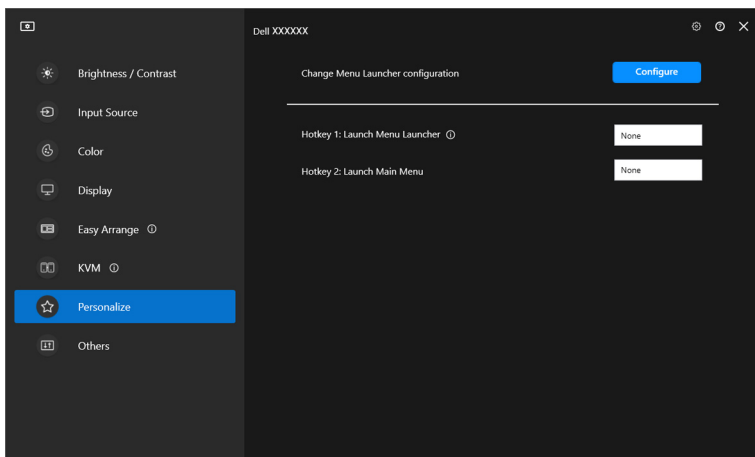 Dell XXXXXX
Brightness / Contrast
Input Source
Color
Display
Easy Arrange
KVM
Personalize
Others
Change Menu Launcher configuration
Configure
Hotkey 1: Launch Menu Launcher
None
Hotkey 2: Launch Main Menu
None